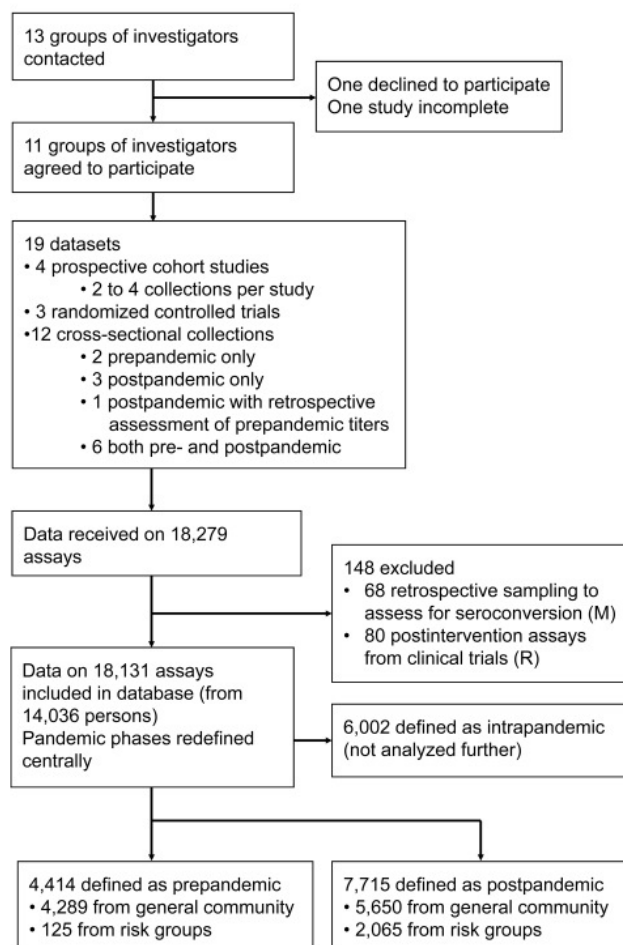 13 groups of investigators
contacted
One declined to participate
One study incomplete
11 groups of investigators
agreed to participate
19 datasets
• 4 prospective cohort studies
• 2 to 4 collections per study
• 3 randomized controlled trials
•12 cross-sectional collections
• 2 prepandemic only
• 3 postpandemic only
• 1 postpandemic with retrospective
assessment of prepandemic titers
• 6 both pre- and postpandemic
Data received on 18,279
assays
148 excluded
• 68 retrospective sampling to
assess for seroconversion (M)
• 80 postintervention assays
from clinical trials (R)
Data on 18,131 assays
included in database (from
14,036 persons)
Pandemic phases redefined
centrally
6,002 defined as intrapandemic
(not analyzed further)
4,414 defined as prepandemic
• 4,289 from general community
• 125 from risk groups
7,715 defined as postpandemic
• 5,650 from general community
• 2,065 from risk groups